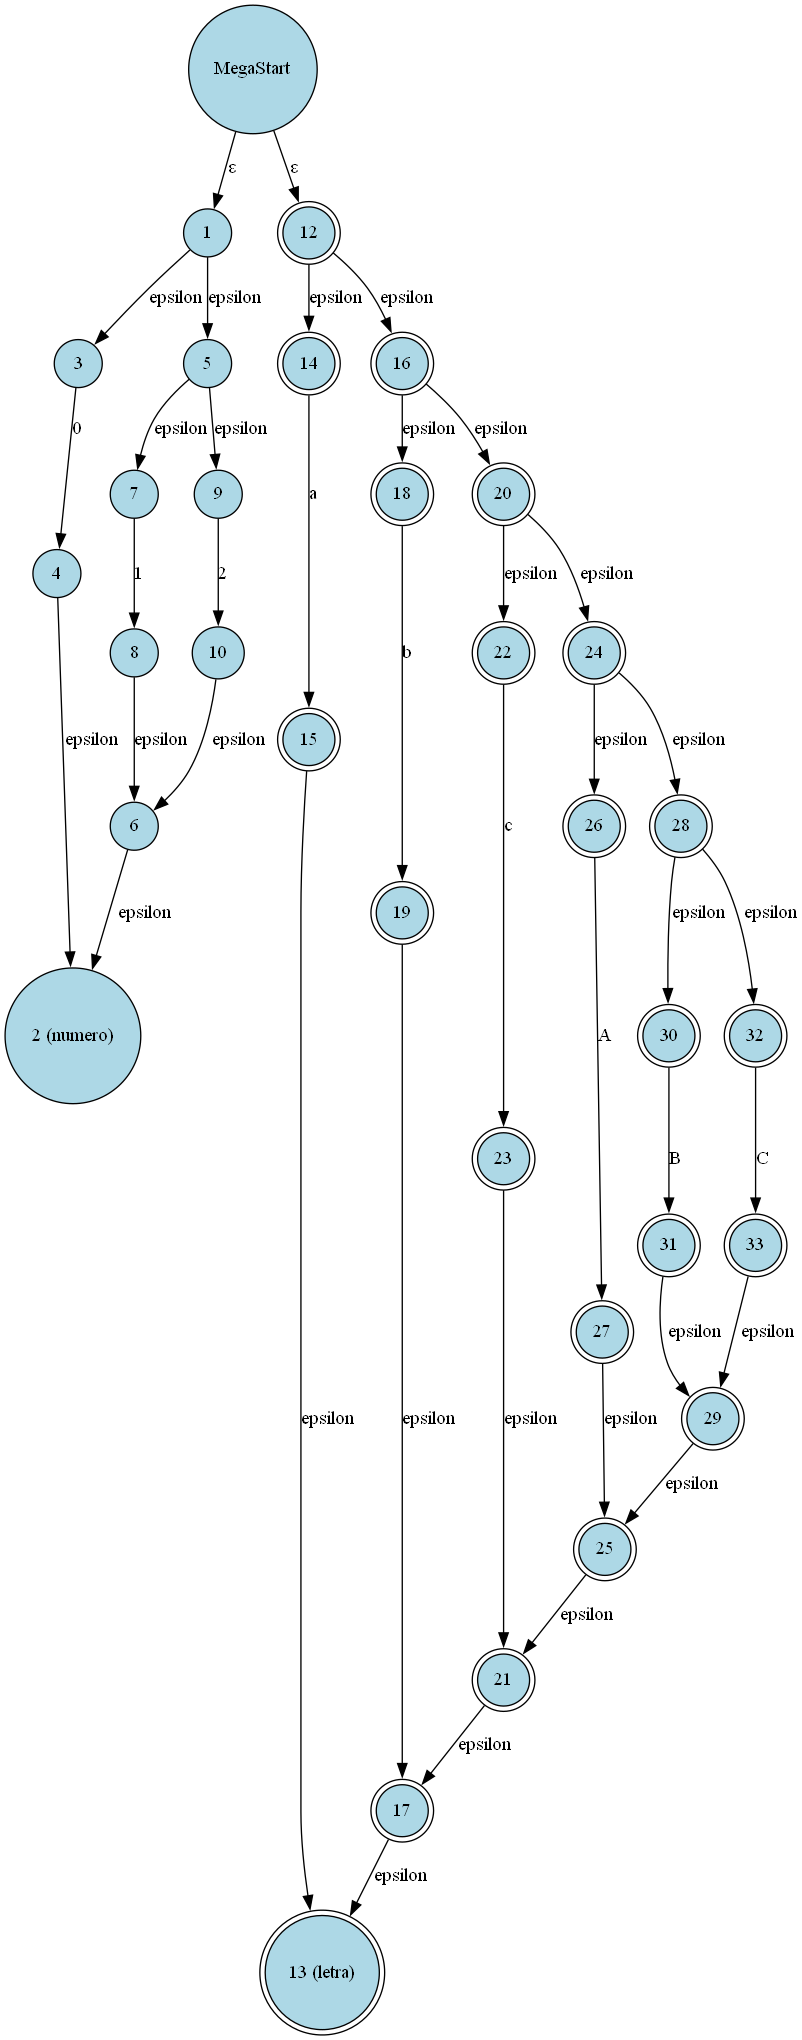 MegaStart
ε
ε
1
12
epsilon
epsilon
epsilon
epsilon
3
5
14
16
0
epsilon
epsilon
epsilon
epsilon
7
9
a
18
20
4
1
2
epsilon
epsilon
8
10
b
22
24
epsilon
epsilon
epsilon
15
epsilon
epsilon
6
c
26
28
epsilon
19
epsilon
epsilon
2 (numero)
A
30
32
23
B
C
31
33
27
epsilon
epsilon
epsilon
epsilon
epsilon
epsilon
29
epsilon
25
epsilon
21
epsilon
17
epsilon
13 (letra)